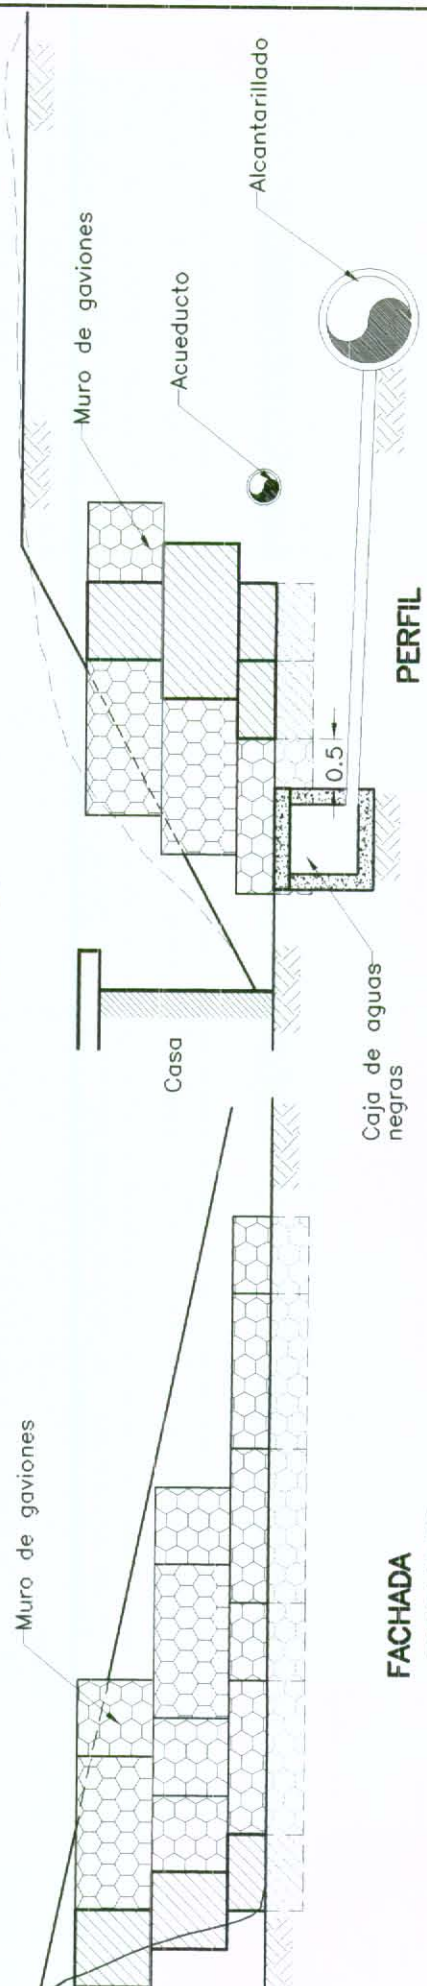 Muro de gaviones
FACHADA
Casa
Caja de aguas
negras
0.5
Muro de gaviones
Acueducto
Alcantarillado
PERFIL